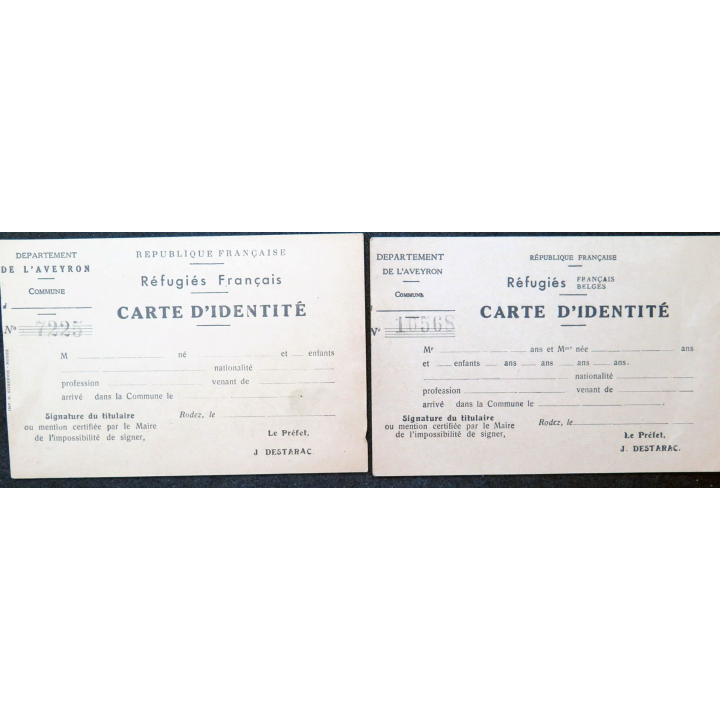 DEPARTEMENT
DE L'AVEYRON
COMMUNE
d
Nº 7225
REPUBLIQUE FRANÇAISE
Réfugiés Français
CARTE D'IDENTITÉ
M né et enfants
nationalité
profession venant de
arrivé dans la Commune le
Signature du titulaire
ou mention certifiée par le Maire
de l'impossibilité de signer,
Rodez, le
Le Préfet,
J. DESTARAC.
DEPARTEMENT
DE L'AVEYRON
COMMUNE
d
Nº 10568
RÉPUBLIQUE FRANÇAISE
Réfugiés FRANÇAIS
BELGES
CARTE D'IDENTITÉ
Mr ans et Mme née ans
et enfants ans ans ans ans.
nationalité
profession venant de
arrivé dans la Commune le
Signature du titulaire
ou mention certifiée par le Maire
de l'impossibilité de signer,
Rodez, le
Le Préfet,
J. DESTARAC.